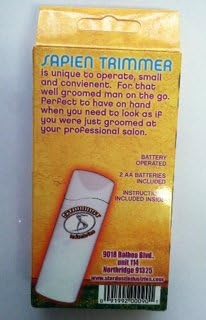 SAPIEN TRIMMER
is unique to operate, small
and convienent. For that
well groomed man on the go.
Perfect to have on hand
when you need to look as if
you were just groomed at
your professional salon.
BATTERY
OPERATED
2 AA BATTERIES
INCLUDED
INSTRUCTIONS
INCLUDED INSIDE
9018 Balboa Blvd.
unit 114
Northridge 91325